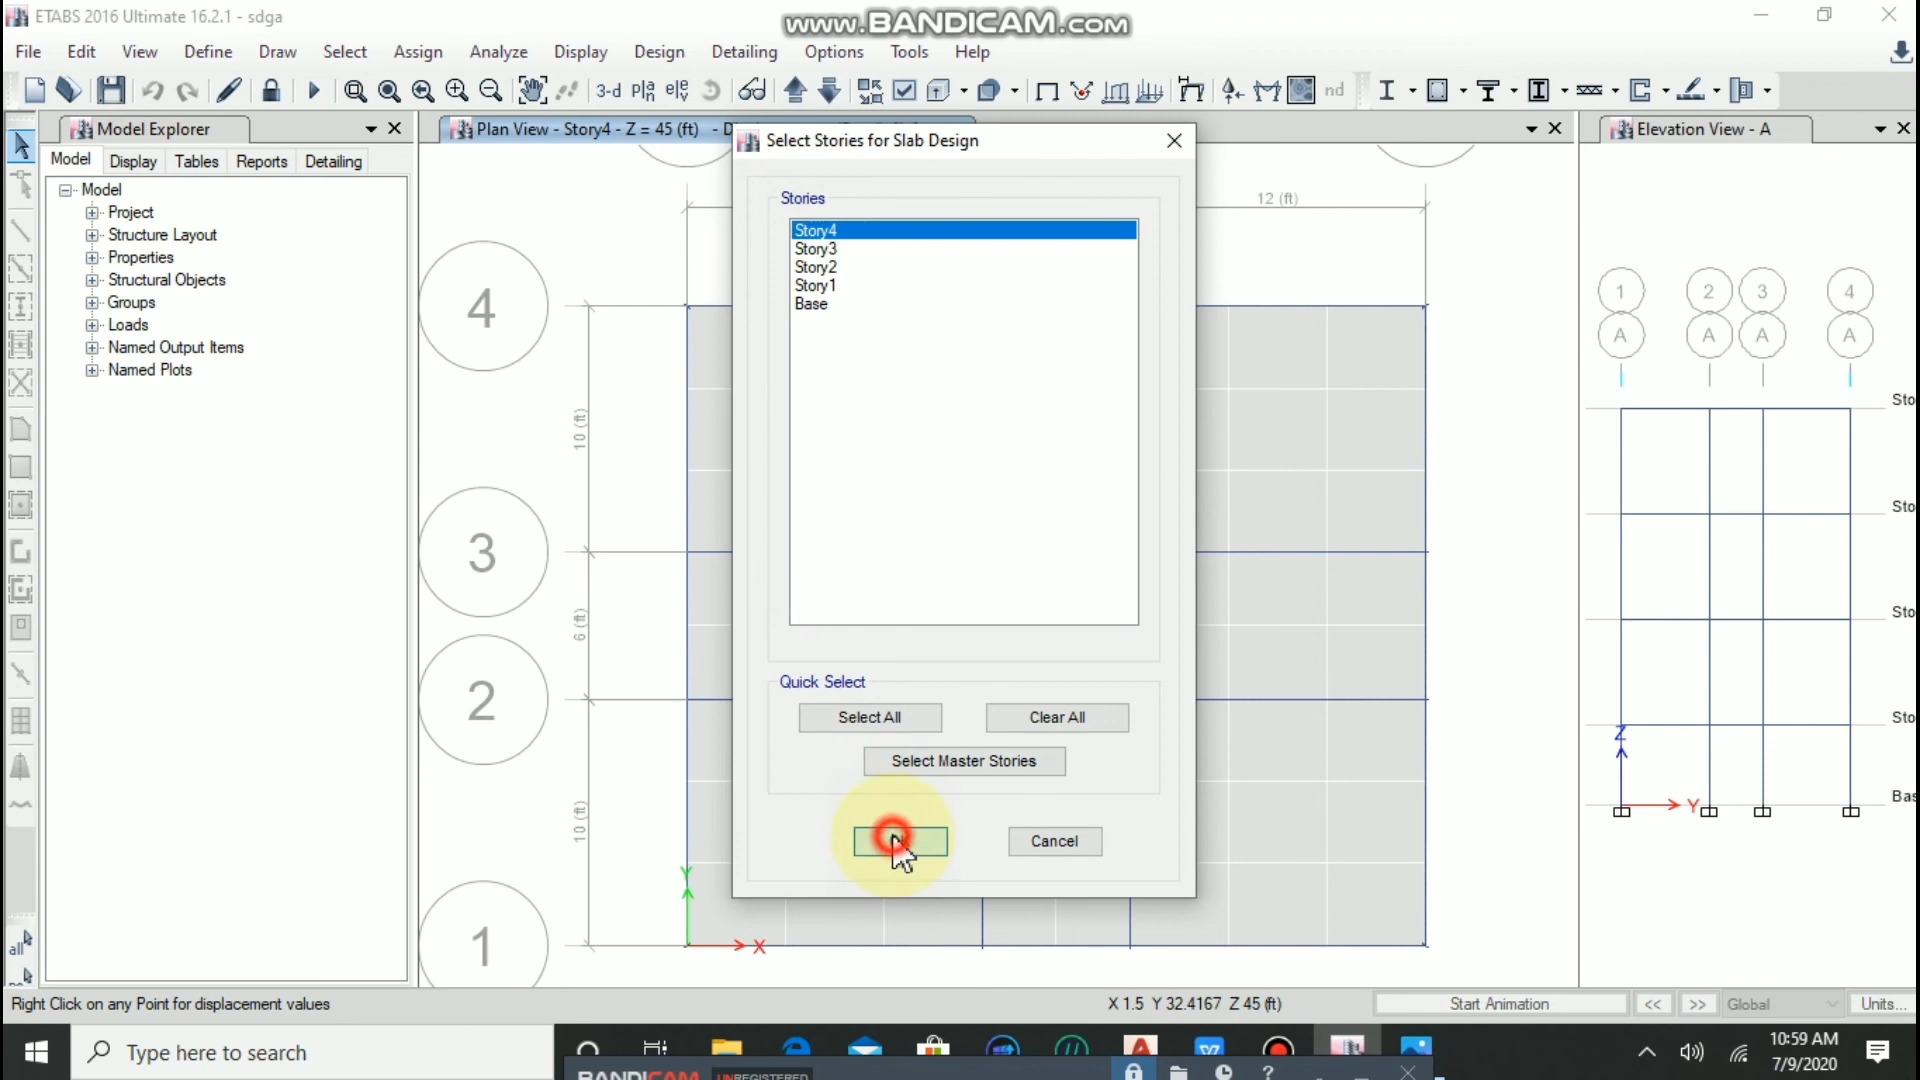 ETABS 2016 Ultimate 16.2.1 - sdga
www.BANDICAM.com
File Edit View Define Draw Select Assign Analyze Display Design Detailing Options Tools Help
3-d nd
Model Explorer
Plan View - Story4 - Z = 45 (ft) - D
Select Stories for Slab Design
Elevation View - A
Model Display Tables Reports Detailing
Model
Project
Structure Layout
Properties
Structural Objects
Groups
Loads
Named Output Items
Named Plots
Stories
Story4
Story3
Story2
Story1
Base
Quick Select
Select All Clear All
Select Master Stories
Cancel
12 (ft)
4
10 (ft)
3
6 (ft)
2
10 (ft)
1
Y
X
1 2 3 4
A A A A
Sto
Sto
Sto
Sto
Bas
Z
Y
all
Right Click on any Point for displacement values
X 1.5 Y 32.4167 Z 45 (ft)
Start Animation << >> Global Units...
Type here to search
10:59 AM
7/9/2020
BANDICAM UNREGISTERED